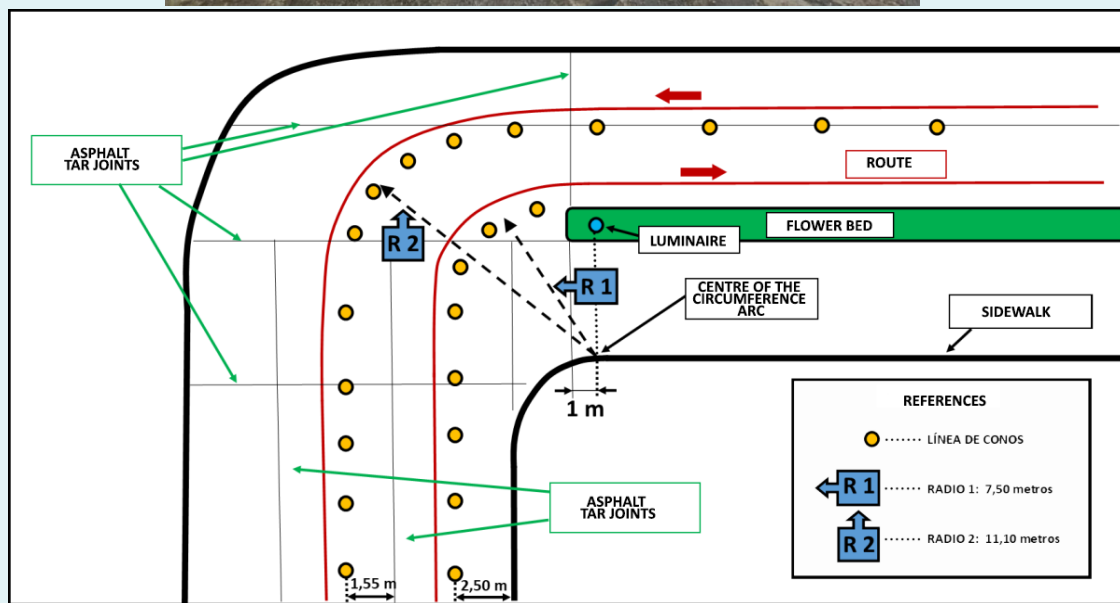 ASPHALT
TAR JOINTS
ROUTE
FLOWER BED
LUMINAIRE
R 2
R 1
CENTRE OF THE
CIRCUMFERENCE
ARC
SIDEWALK
1 m
REFERENCES
LÍNEA DE CONOS
R 1
RADIO 1: 7,50 metros
R 2
RADIO 2: 11,10 metros
ASPHALT
TAR JOINTS
1,55 m
2,50 m